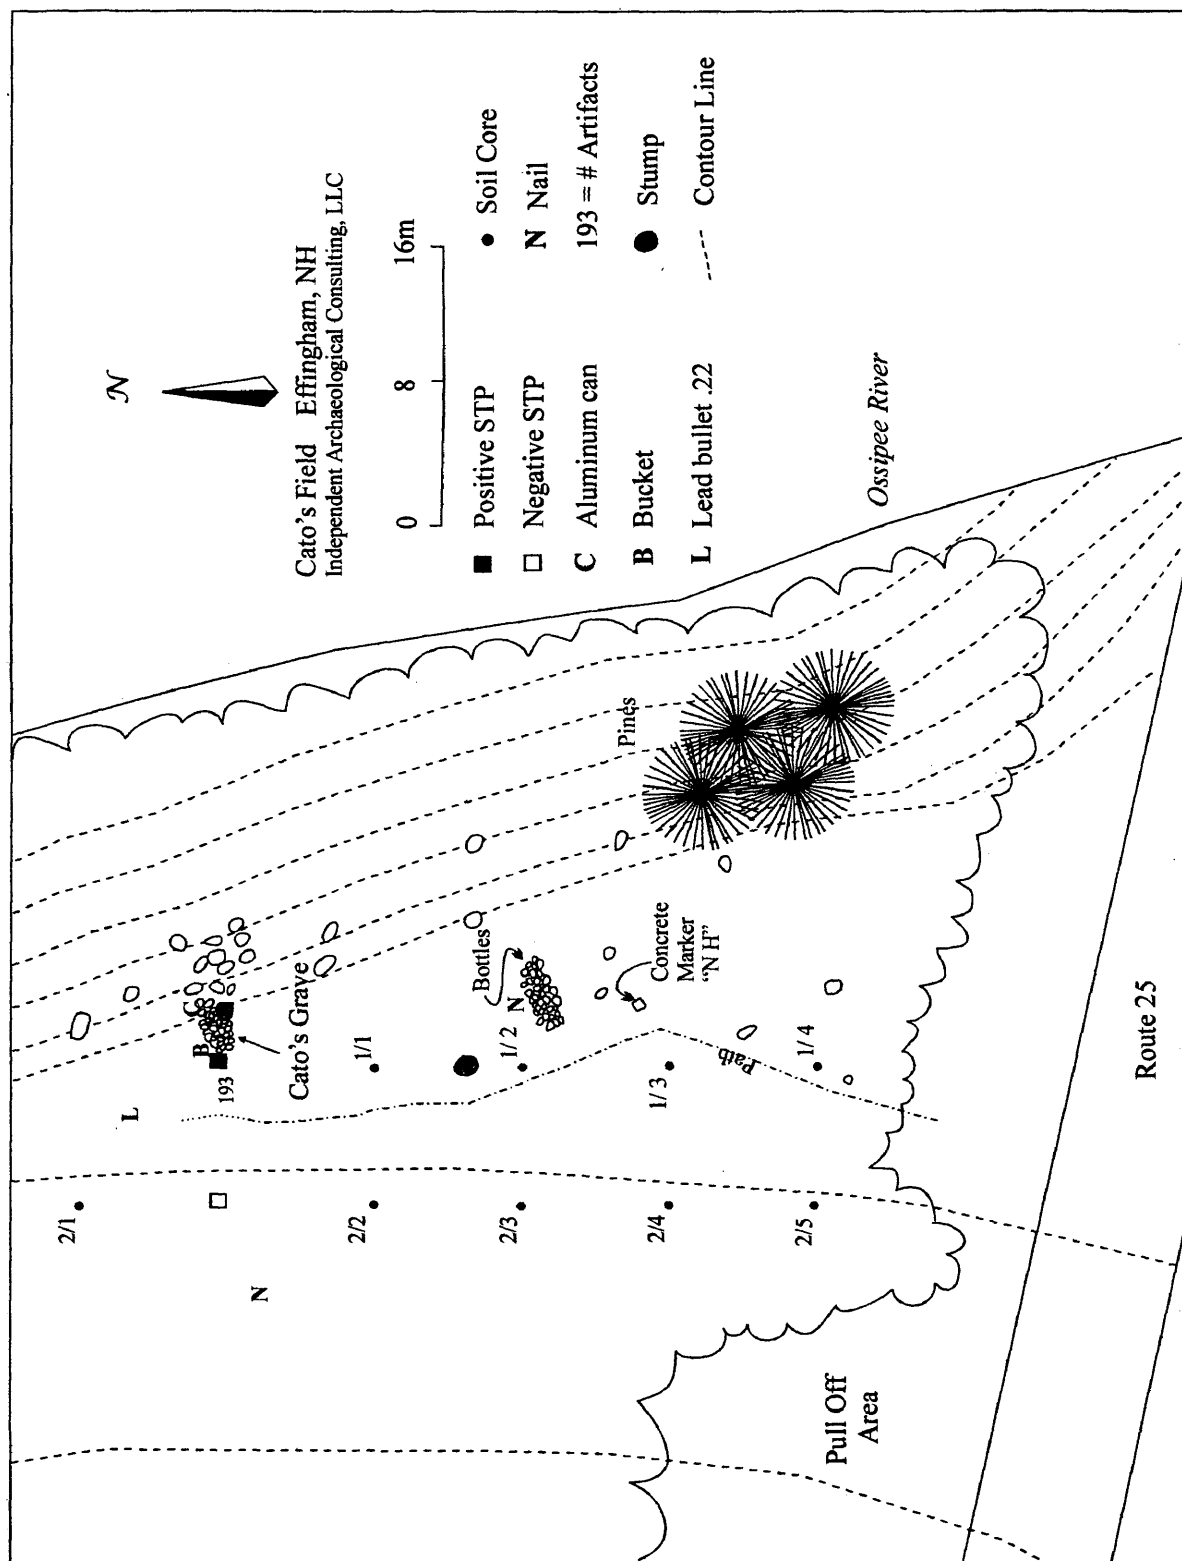 N
Cato's Field Effingham, NH
Independent Archaeological Consulting, LLC
0 8 16m
■ Positive STP
● Soil Core
□ Negative STP
N Nail
C Aluminum can
193 = # Artifacts
B Bucket
Stump
L Lead bullet .22
Contour Line
Ossipee River
Pines
C
B
193
Cato's Grave
L
1/1
Bottles
N
1/2
Concrete
Marker
"N H"
1/3
Path
1/4
2/1
2/2
2/3
2/4
2/5
N
Pull Off
Area
Route 25